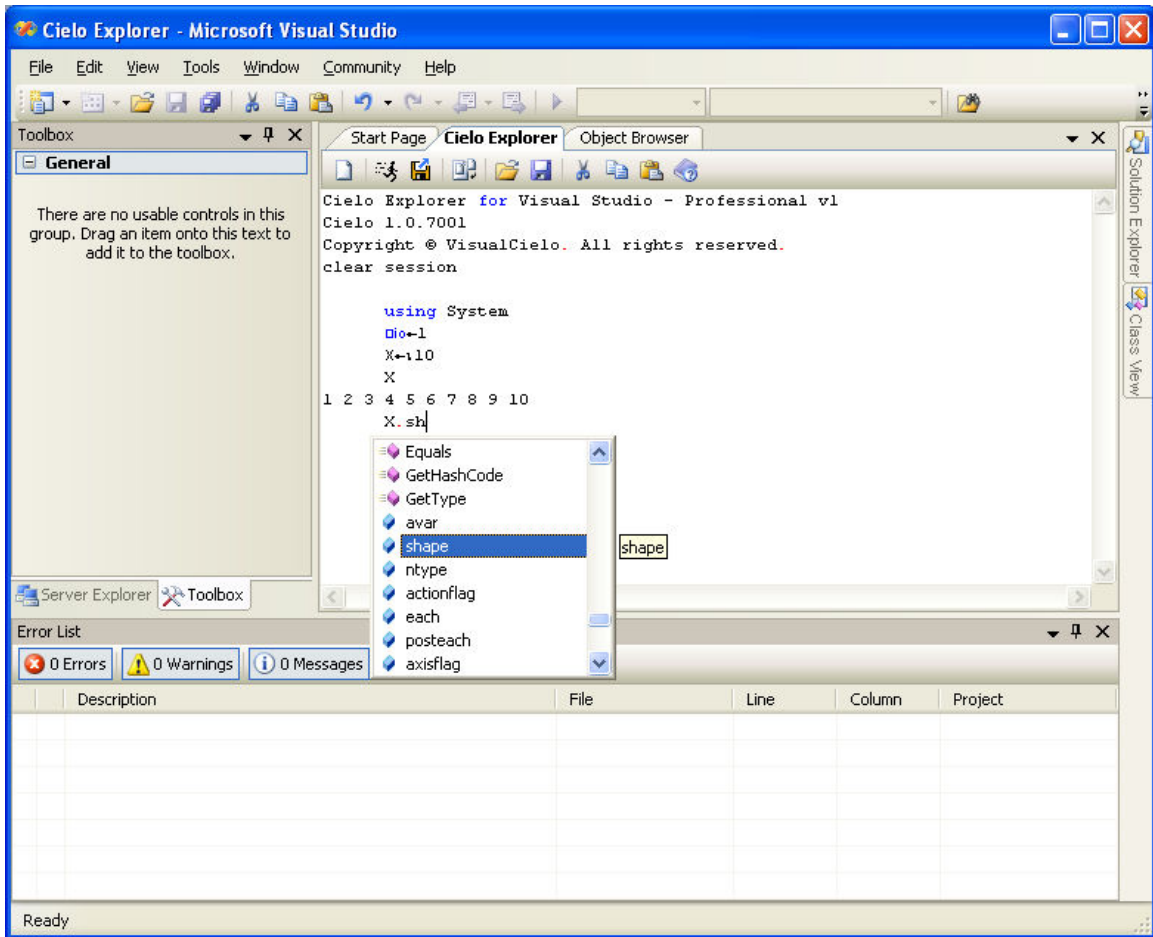 Cielo Explorer - Microsoft Visual Studio
File Edit View Tools Window Community Help
Toolbox
General
There are no usable controls in this
group. Drag an item onto this text to
add it to the toolbox.
Server Explorer Toolbox
Start Page Cielo Explorer Object Browser
Cielo Explorer for Visual Studio - Professional v1
Cielo 1.0.7001
Copyright © VisualCielo. All rights reserved.
clear session
using System
⎕io←1
X←⍳10
X
1 2 3 4 5 6 7 8 9 10
X.sh
Equals
GetHashCode
GetType
avar
shape
shape
ntype
actionflag
each
posteach
axisflag
Solution Explorer
Class View
Error List
0 Errors 0 Warnings 0 Messages
Description File Line Column Project
Ready